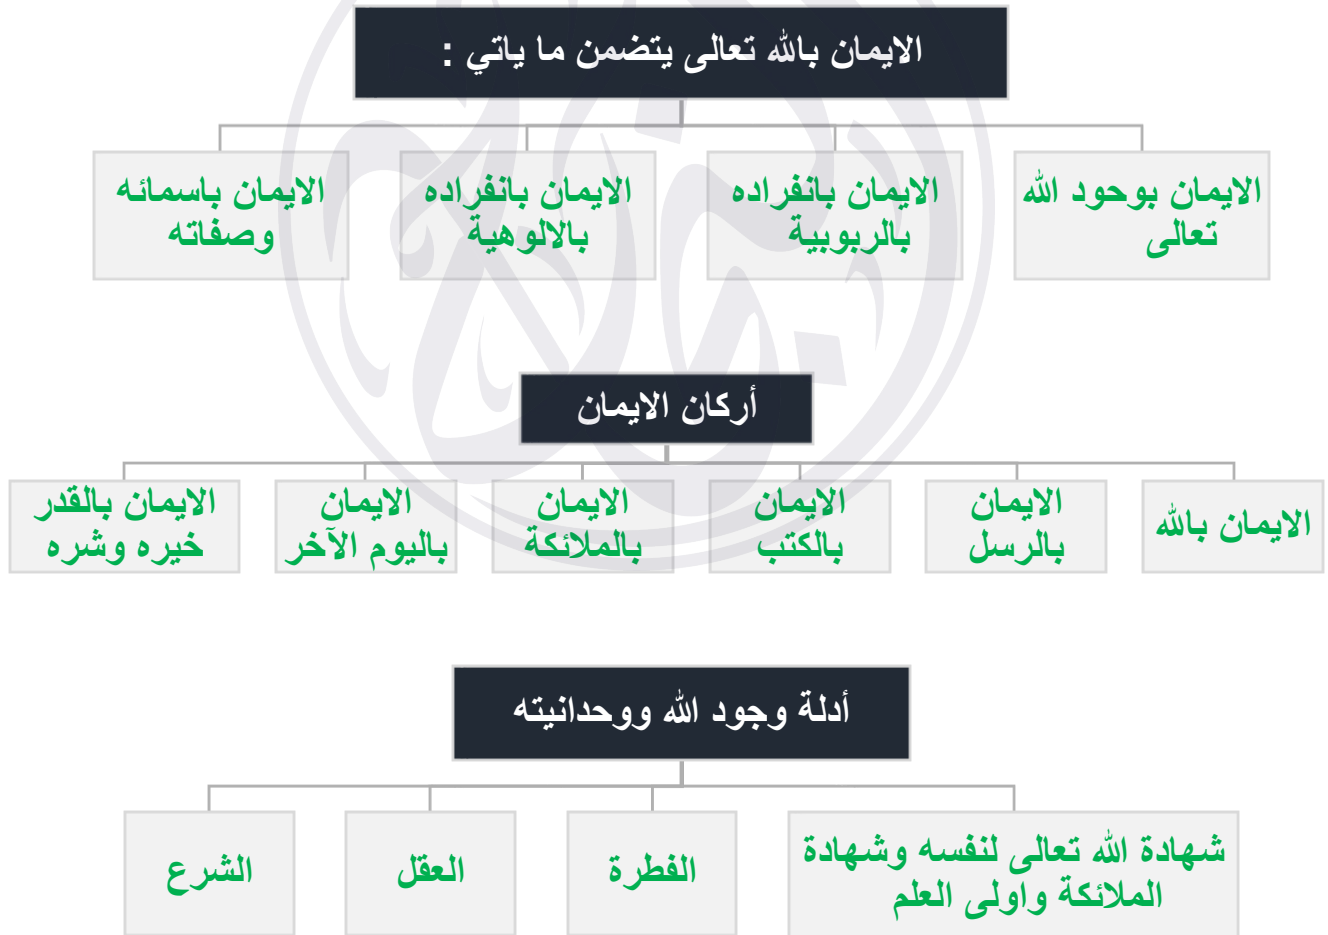 الايمان بالله تعالى يتضمن ما ياتي :
الايمان بوحود الله
تعالى
الايمان بانفراده
بالربوبية
الايمان بانفراده
بالالوهية
الايمان باسمائه
وصفاته
أركان الايمان
الايمان بالله
الايمان
بالرسل
الايمان
بالكتب
الايمان
بالملائكة
الايمان
باليوم الآخر
الايمان بالقدر
خيره وشره
أدلة وجود الله ووحدانيته
شهادة الله تعالى لنفسه وشهادة
الملائكة واولى العلم
الفطرة
العقل
الشرع